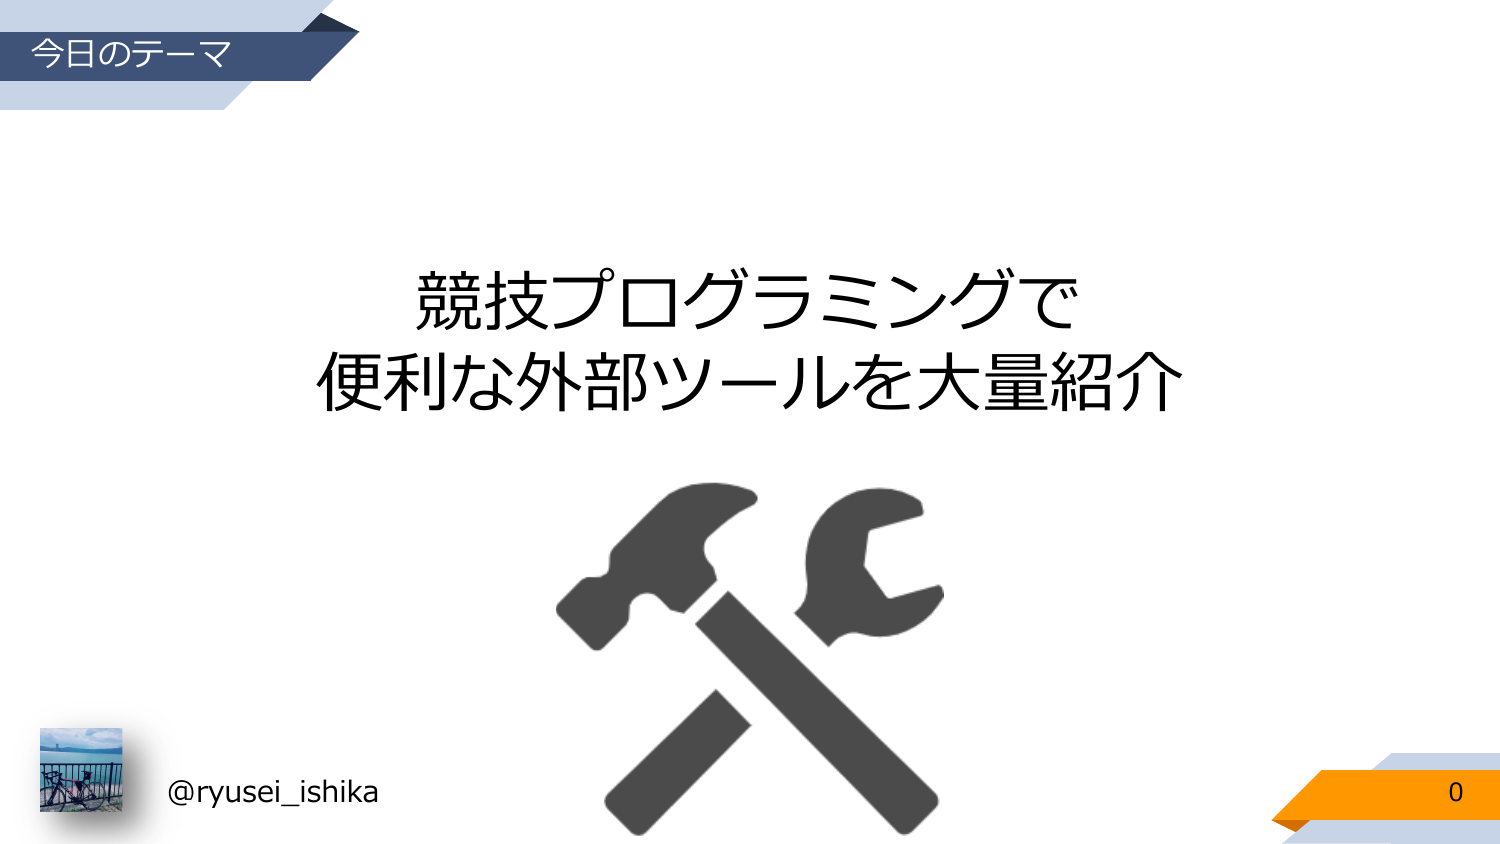 今日のテーマ
競技プログラミングで
便利な外部ツールを大量紹介
@ryusei_ishika
0